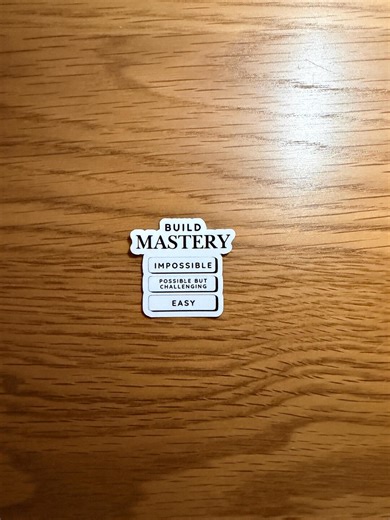 BUILD
MASTERY
IMPOSSIBLE
POSSIBLE BUT
CHALLENGING
EASY